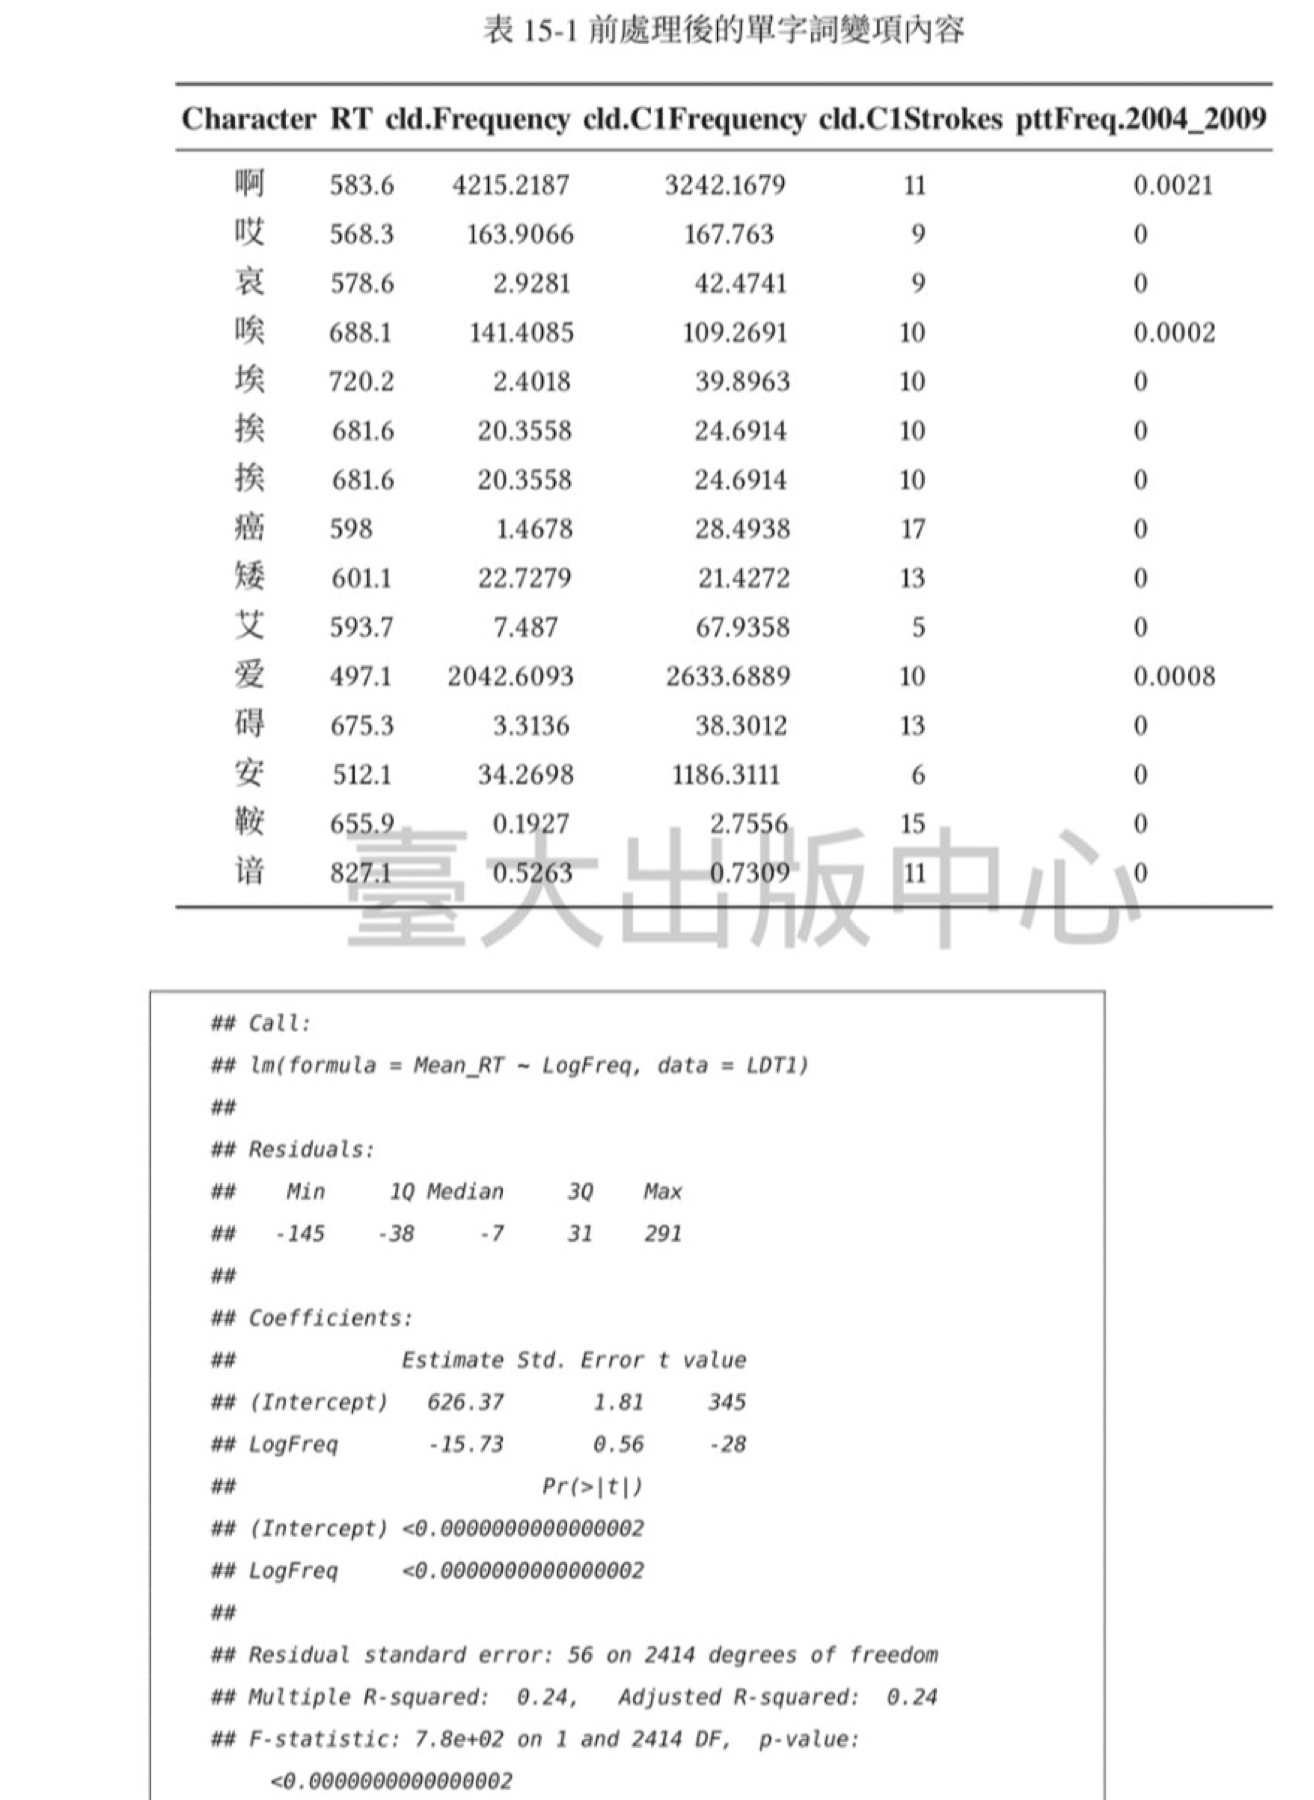 表 15-1 前處理後的單字詞變項內容
Character RT cld.Frequency cld.C1Frequency cld.C1Strokes pttFreq.2004_2009
啊 583.6 4215.2187 3242.1679 11 0.0021
哎 568.3 163.9066 167.763 9 0
哀 578.6 2.9281 42.4741 9 0
唉 688.1 141.4085 109.2691 10 0.0002
埃 720.2 2.4018 39.8963 10 0
挨 681.6 20.3558 24.6914 10 0
挨 681.6 20.3558 24.6914 10 0
癌 598 1.4678 28.4938 17 0
矮 601.1 22.7279 21.4272 13 0
艾 593.7 7.487 67.9358 5 0
爱 497.1 2042.6093 2633.6889 10 0.0008
碍 675.3 3.3136 38.3012 13 0
安 512.1 34.2698 1186.3111 6 0
鞍 655.9 0.1927 2.7556 15 0
谙 827.1 0.5263 0.7309 11 0
臺大出版中心
## Call:
## lm(formula = Mean_RT ~ LogFreq, data = LDT1)
##
## Residuals:
## Min 1Q Median 3Q Max
## -145 -38 -7 31 291
##
## Coefficients:
## Estimate Std. Error t value
## (Intercept) 626.37 1.81 345
## LogFreq -15.73 0.56 -28
## Pr(>|t|)
## (Intercept) <0.0000000000000002
## LogFreq <0.0000000000000002
##
## Residual standard error: 56 on 2414 degrees of freedom
## Multiple R-squared: 0.24, Adjusted R-squared: 0.24
## F-statistic: 7.8e+02 on 1 and 2414 DF, p-value:
<0.0000000000000002